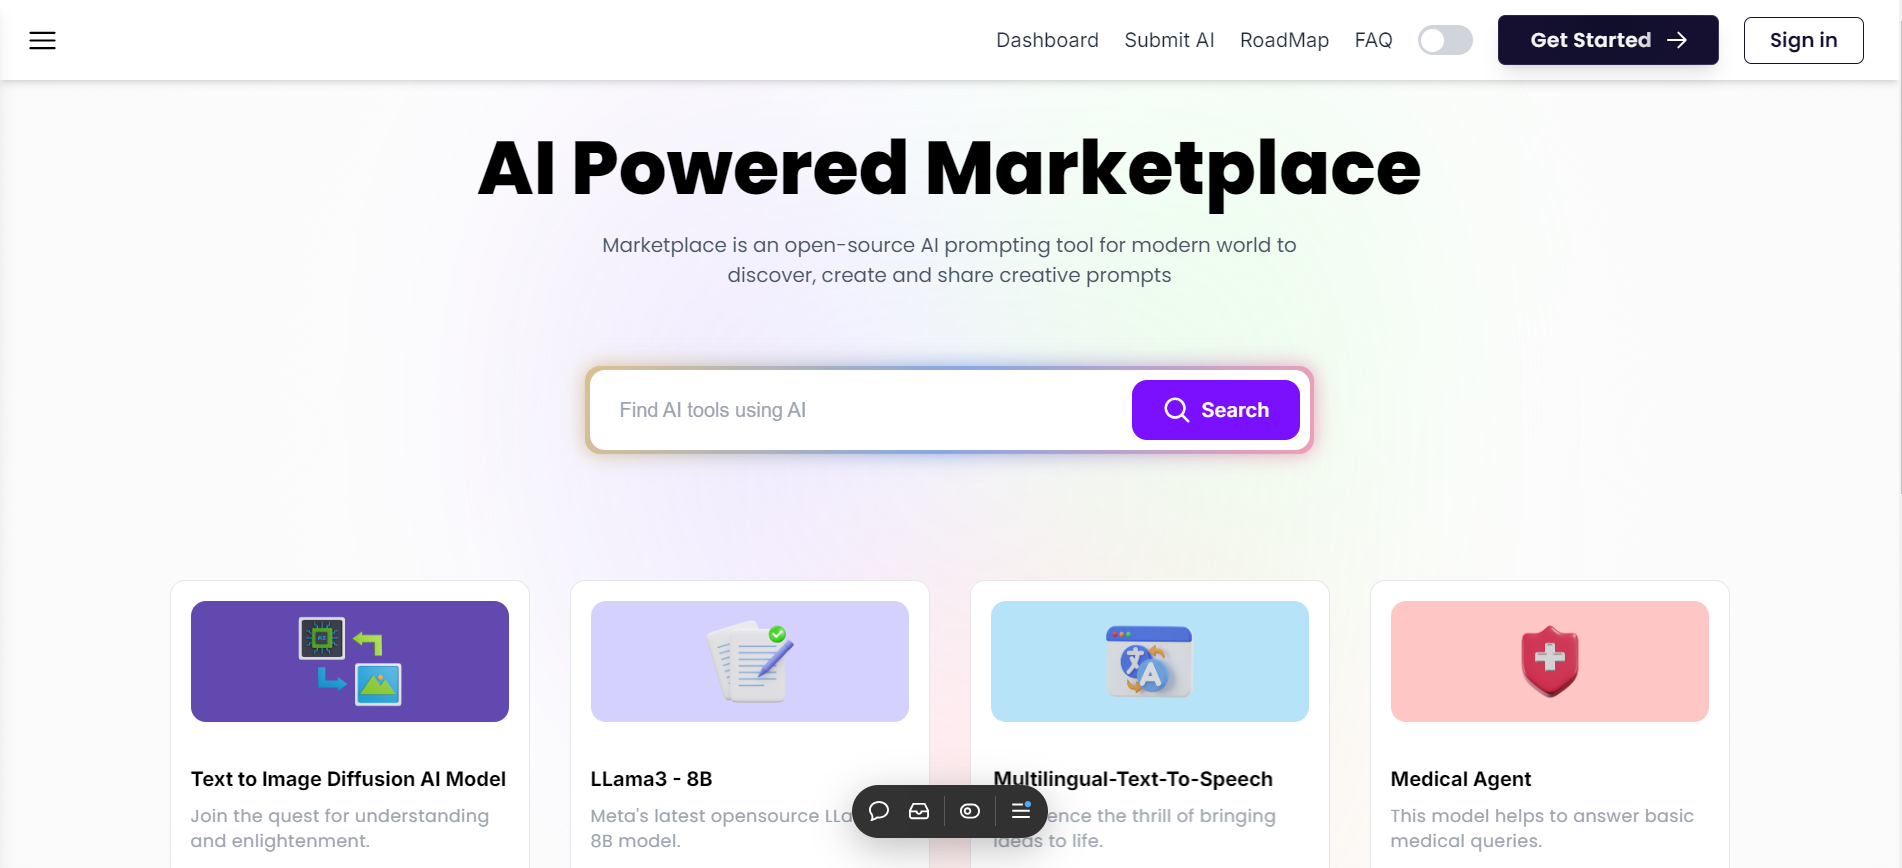 Dashboard Submit AI RoadMap FAQ Get Started Sign in
AI Powered Marketplace
Marketplace is an open-source AI prompting tool for modern world to
discover, create and share creative prompts
Find AI tools using AI Search
Text to Image Diffusion AI Model
Join the quest for understanding
and enlightenment.
LLama3 - 8B
Meta's latest opensource
8B model.
Multilingual-Text-To-Speech
the thrill of bringing
ideas to life.
Medical Agent
This model helps to answer basic
medical queries.